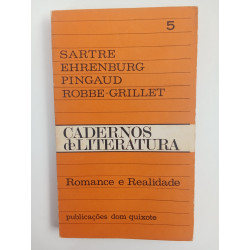 5
SARTRE
EHRENBURG
PINGAUD
ROBBE-GRILLET
CADERNOS
de LITERATURA
Romance e Realidade
publicações dom quixote